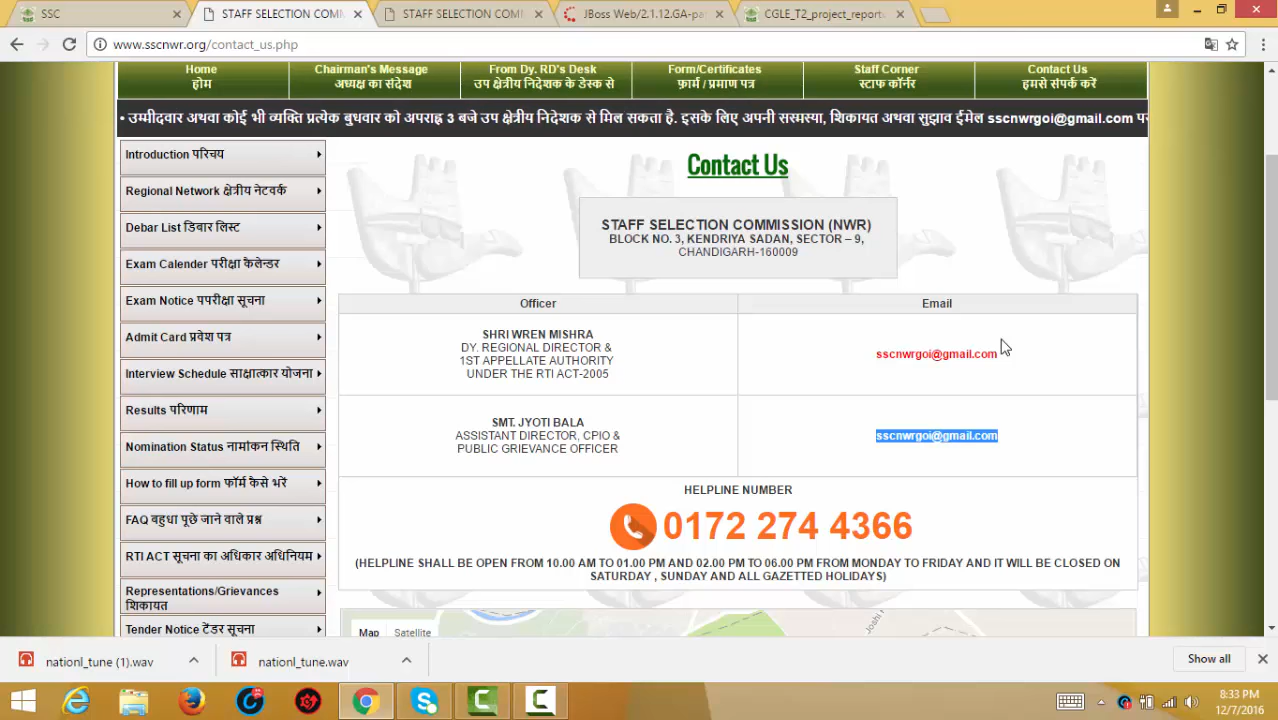 SSC
STAFF SELECTION COMM
STAFF SELECTION COM
JBoss Web/2.1.12.GA-pa
CGLE_T2_project_reports
www.sscnwr.org/contact_us.php
Home
होम
Chairman's Message
अध्यक्ष का संदेश
From Dy. RD's Desk
उप क्षेत्रीय निदेशक के डेस्क से
Form/Certificates
फ़ार्म / प्रमाण पत्र
Staff Corner
स्टाफ कॉर्नर
Contact Us
हमसे संपर्क करें
• उम्मीदवार अथवा कोई भी व्यक्ति प्रत्येक बुधवार को अपराह्न 3 बजे उप क्षेत्रीय निदेशक से मिल सकता है. इसके लिए अपनी सस्मस्या, शिकायत अथवा सुझाव ईमेल sscnwrgoi@gmail.com
Introduction परिचय
Regional Network क्षेत्रीय नेटवर्क
Debar List डिबार लिस्ट
Exam Calender परीक्षा केलेन्डर
Exam Notice पपरीक्षा सूचना
Admit Card प्रवेश पत्र
Interview Schedule साक्षात्कार योजना
Results परिणाम
Nomination Status नामांकन स्थिति
How to fill up form फॉर्म कैसे भरें
FAQ बहुधा पूछे जाने वाले प्रश्न
RTI ACT सूचना का अधिकार अधिनियम
Representations/Grievances
शिकायत
Tender Notice टेंडर सूचना
Contact Us
STAFF SELECTION COMMISSION (NWR)
BLOCK NO. 3, KENDRIYA SADAN, SECTOR – 9,
CHANDIGARH-160009
Officer
Email
SHRI WREN MISHRA
DY. REGIONAL DIRECTOR &
1ST APPELLATE AUTHORITY
UNDER THE RTI ACT-2005
sscnwrgoi@gmail.com
SMT. JYOTI BALA
ASSISTANT DIRECTOR, CPIO &
PUBLIC GRIEVANCE OFFICER
sscnwrgoi@gmail.com
HELPLINE NUMBER
0172 274 4366
(HELPLINE SHALL BE OPEN FROM 10.00 AM TO 01.00 PM AND 02.00 PM TO 06.00 PM FROM MONDAY TO FRIDAY AND IT WILL BE CLOSED ON
SATURDAY , SUNDAY AND ALL GAZETTED HOLIDAYS)
Map
Satellite
Joshi
nationl_tune (1).wav
nationl_tune.wav
Show all
8:33 PM
12/7/2016